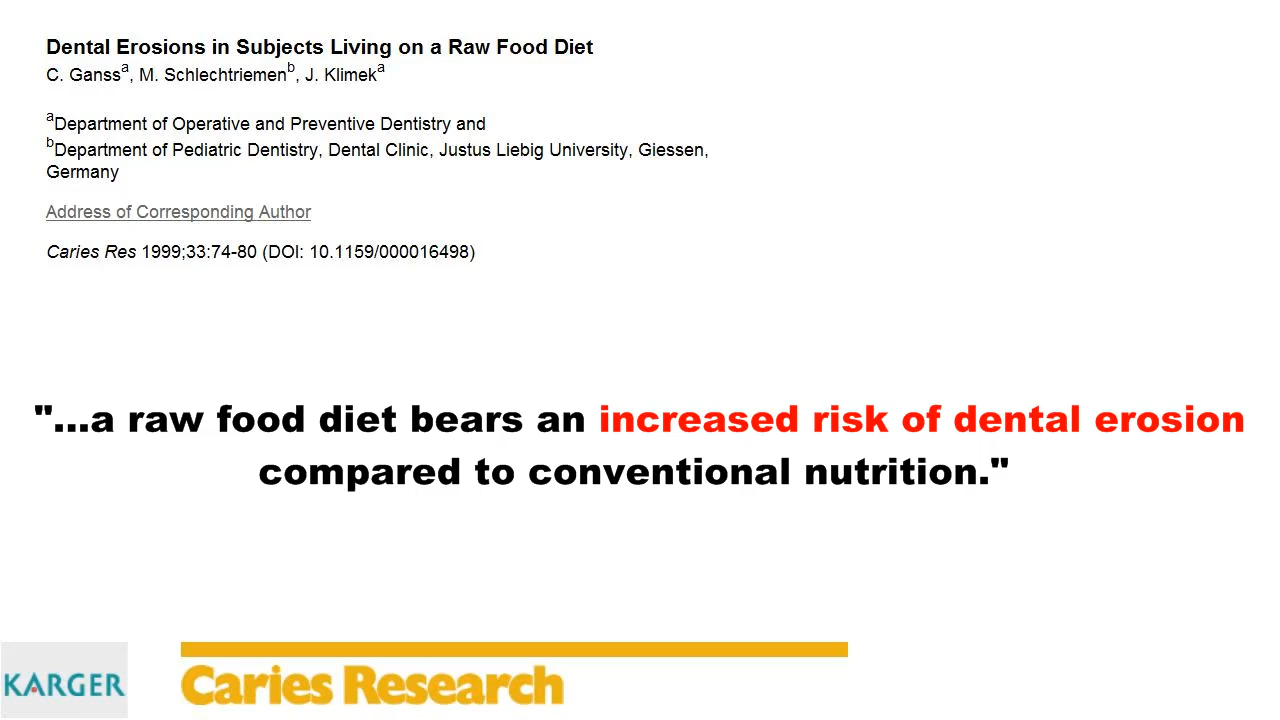 Dental Erosions in Subjects Living on a Raw Food Diet
C. Ganssa, M. Schlechtriemenb, J. Klimeka
aDepartment of Operative and Preventive Dentistry and
bDepartment of Pediatric Dentistry, Dental Clinic, Justus Liebig University, Giessen,
Germany
Address of Corresponding Author
Caries Res 1999;33:74-80 (DOI: 10.1159/000016498)
"...a raw food diet bears an increased risk of dental erosion
compared to conventional nutrition."
KARGER
Caries Research